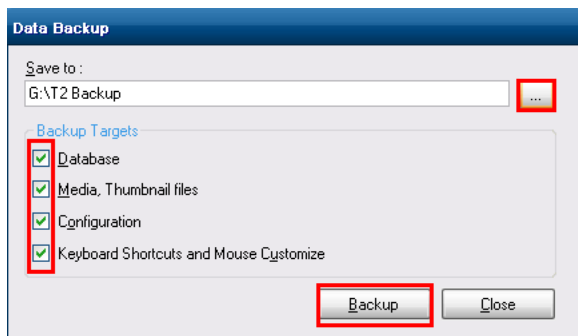 Data Backup
Save to :
G:\T2 Backup
...
Backup Targets
Database
Media, Thumbnail files
Configuration
Keyboard Shortcuts and Mouse Customize
Backup Close